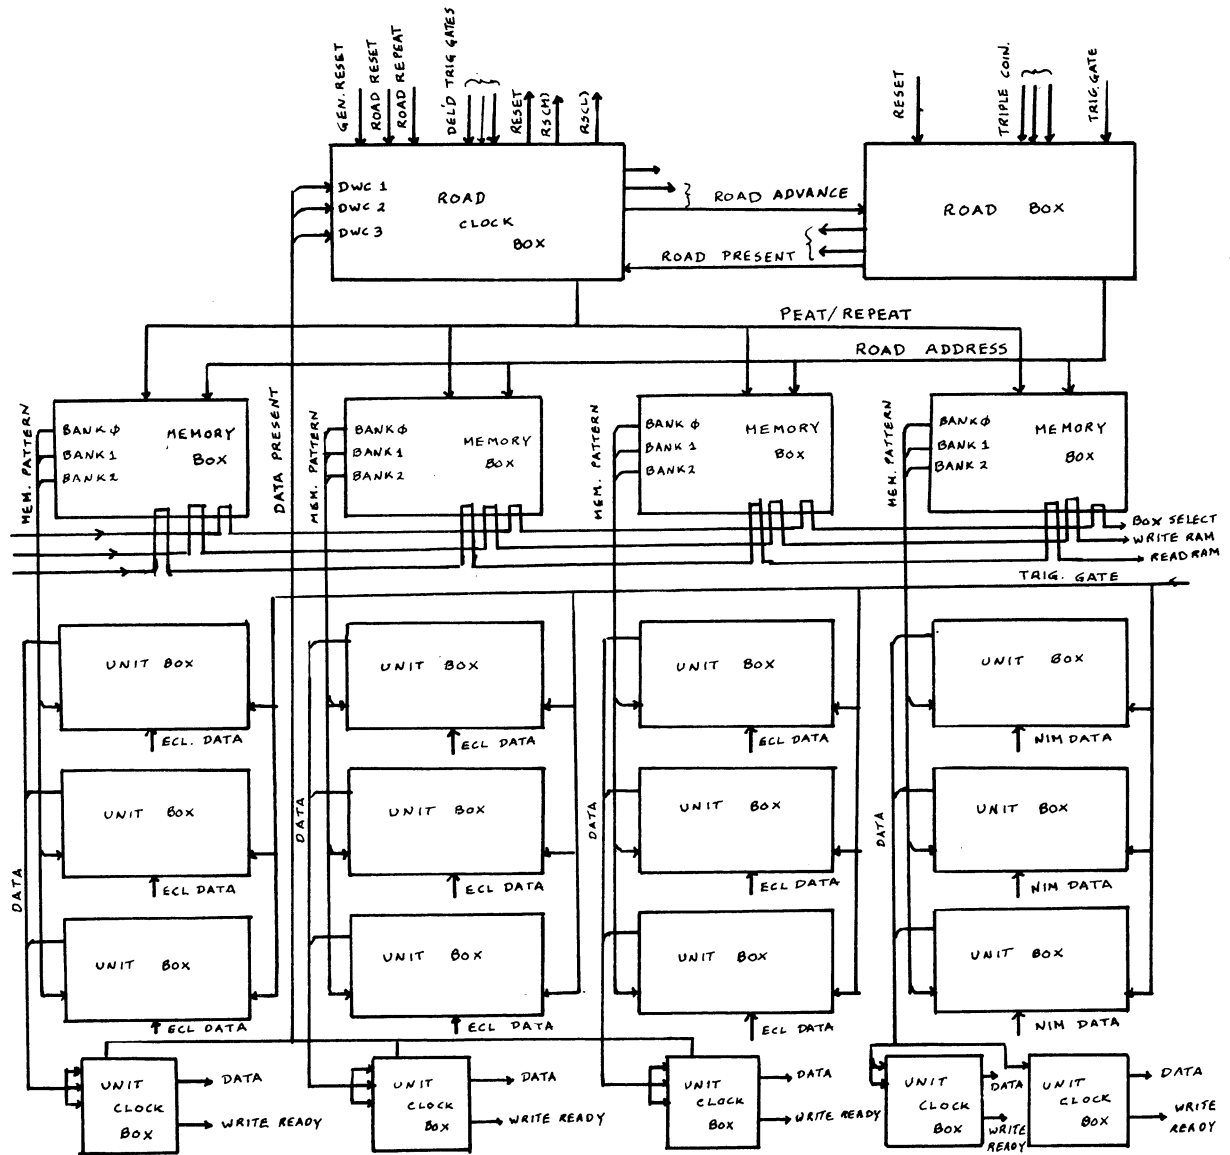 GEN. RESET
ROAD RESET
ROAD REPEAT
DEL'D TRIG GATES
RESET
RSC(H)
RSC(L)
RESET
TRIPLE COIN.
TRIG. GATE
DWC 1
DWC 2
DWC 3
ROAD
CLOCK
BOX
ROAD ADVANCE
ROAD PRESENT
ROAD BOX
PEAT/REPEAT
ROAD ADDRESS
MEM. PATTERN
BANK φ
BANK 1
BANK 2
MEMORY
BOX
DATA PRESENT
MEM. PATTERN
BANK φ
BANK 1
BANK 2
MEMORY
BOX
MEM. PATTERN
BANK φ
BANK 1
BANK 2
MEMORY
BOX
MEM. PATTERN
BANK φ
BANK 1
BANK 2
MEMORY
BOX
BOX SELECT
WRITE RAM
READ RAM
TRIG. GATE
UNIT BOX
UNIT BOX
UNIT BOX
UNIT BOX
ECL. DATA
ECL DATA
ECL DATA
NIM DATA
UNIT BOX
UNIT BOX
UNIT BOX
UNIT BOX
DATA
DATA
DATA
DATA
ECL DATA
ECL DATA
ECL DATA
NIM DATA
UNIT BOX
UNIT BOX
UNIT BOX
UNIT BOX
ECL DATA
ECL DATA
ECL DATA
NIM DATA
UNIT
CLOCK
BOX
DATA
WRITE READY
UNIT
CLOCK
BOX
DATA
WRITE READY
UNIT
CLOCK
BOX
DATA
WRITE READY
UNIT
CLOCK
BOX
DATA
WRITE
READY
UNIT
CLOCK
BOX
DATA
WRITE
READY